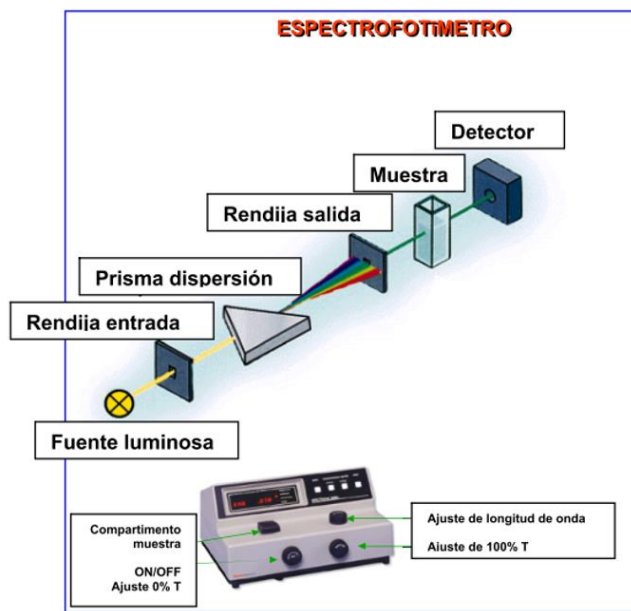 ESPECTROFOTíMETRO
Detector
Muestra
Rendija salida
Prisma dispersión
Rendija entrada
Fuente luminosa
Compartimento
muestra
ON/OFF
Ajuste 0% T
Ajuste de longitud de onda
Aiuste de 100% T